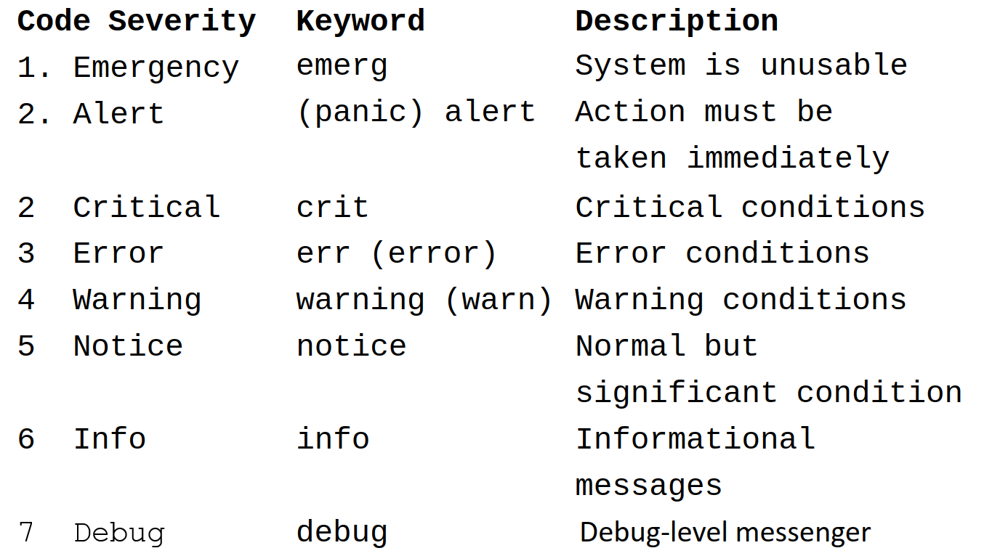 Code Severity Keyword Description
1. Emergency emerg System is unusable
2. Alert (panic) alert Action must be
taken immediately
2 Critical crit Critical conditions
3 Error err (error) Error conditions
4 Warning warning (warn) Warning conditions
5 Notice notice Normal but
significant condition
6 Info info Informational
messages
7 Debug debug Debug-level messenger